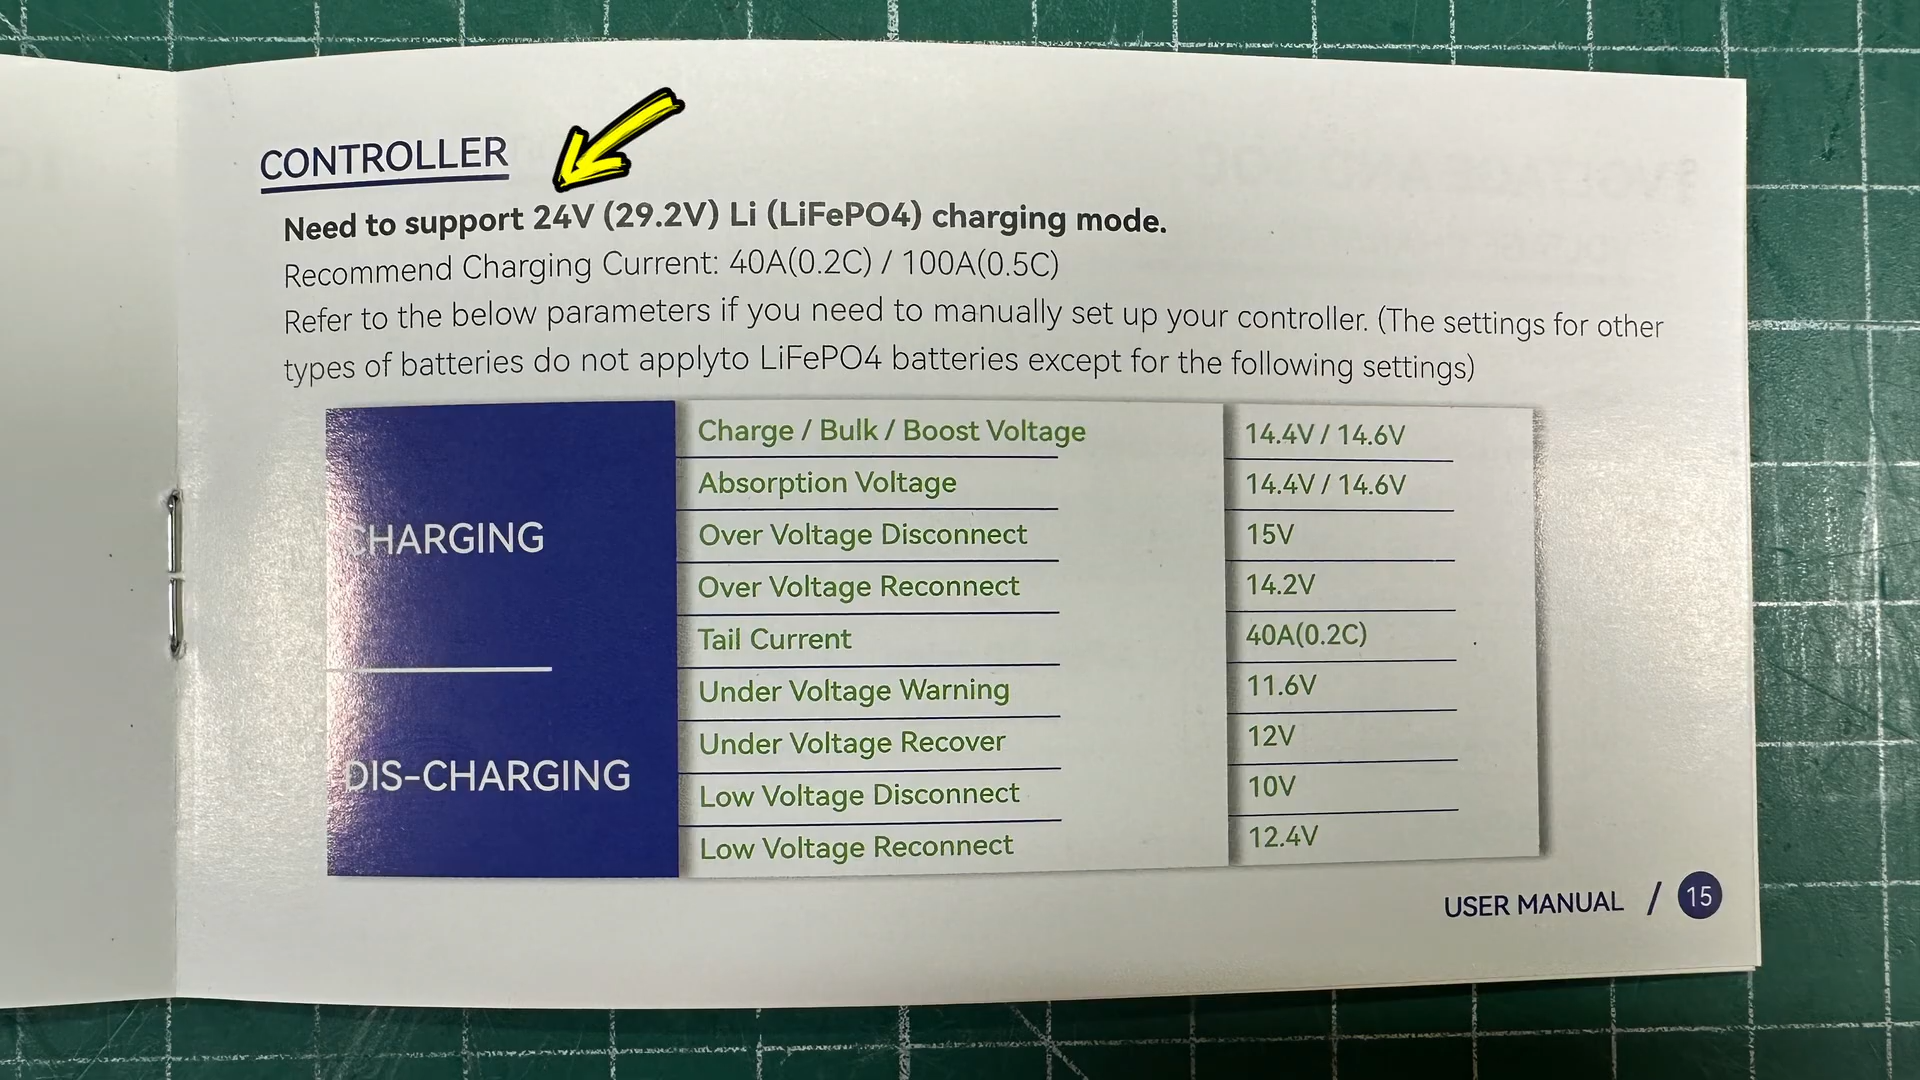 CONTROLLER
Need to support 24V (29.2V) Li (LiFePO4) charging mode.
Recommend Charging Current: 40A(0.2C) / 100A(0.5C)
Refer to the below parameters if you need to manually set up your controller. (The settings for other
types of batteries do not applyto LiFePO4 batteries except for the following settings)
CHARGING
Charge / Bulk / Boost Voltage 14.4V / 14.6V
Absorption Voltage 14.4V / 14.6V
Over Voltage Disconnect 15V
Over Voltage Reconnect 14.2V
Tail Current 40A(0.2C)
DIS-CHARGING
Under Voltage Warning 11.6V
Under Voltage Recover 12V
Low Voltage Disconnect 10V
Low Voltage Reconnect 12.4V
USER MANUAL / 15